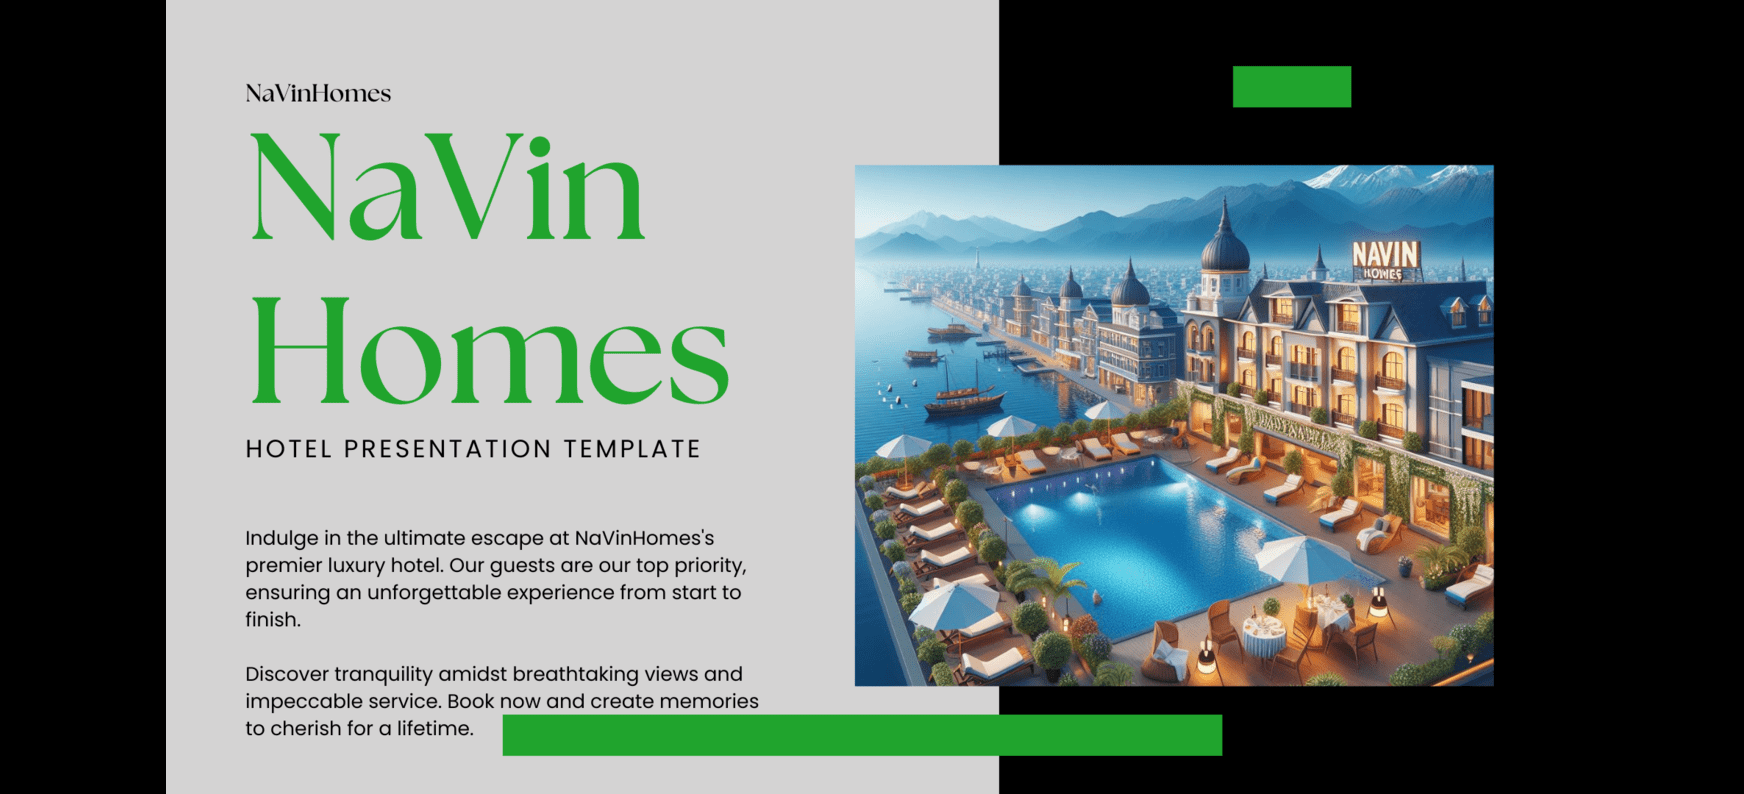 NaVinHomes
NaVin
Homes
HOTEL PRESENTATION TEMPLATE
Indulge in the ultimate escape at NaVinHomes's
premier luxury hotel. Our guests are our top priority,
ensuring an unforgettable experience from start to
finish.
Discover tranquility amidst breathtaking views and
impeccable service. Book now and create memories
to cherish for a lifetime.
NAVIN
HOMES